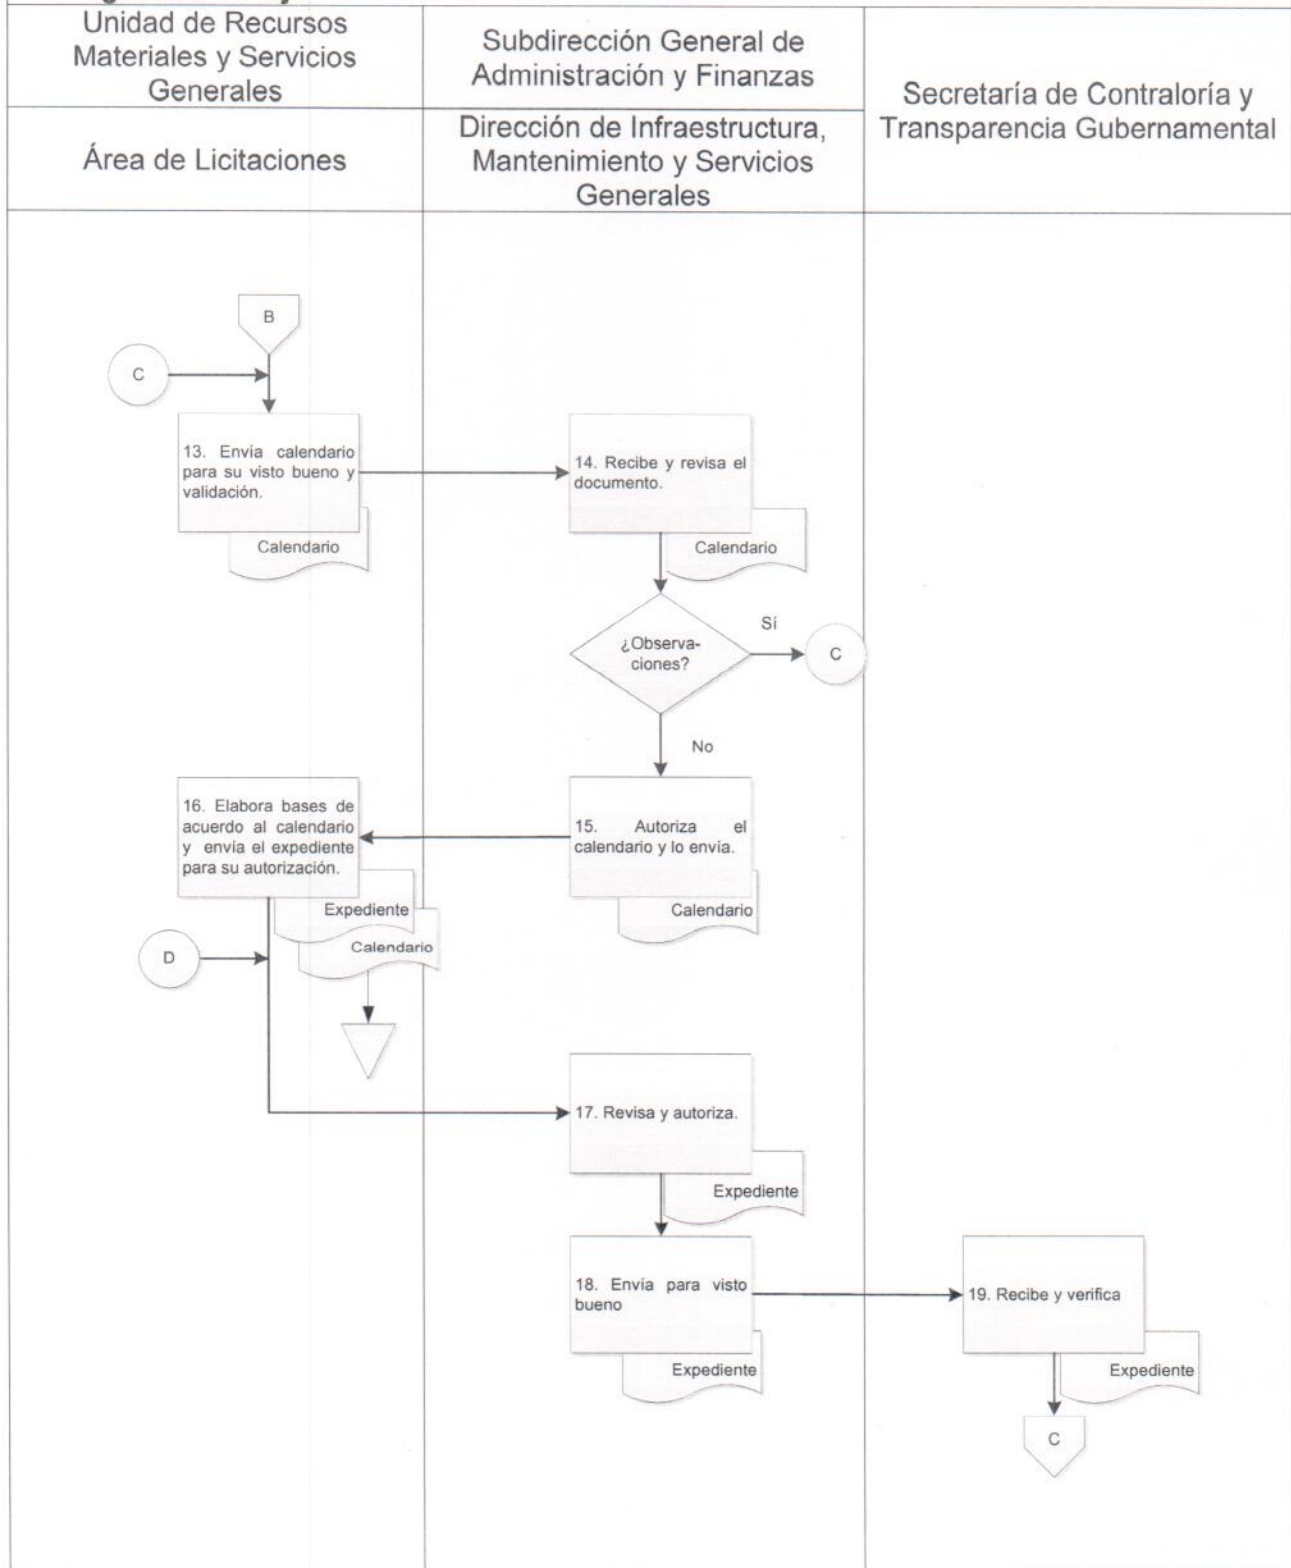 Unidad de Recursos
Materiales y Servicios
Generales
Subdirección General de
Administración y Finanzas
Secretaría de Contraloría y
Transparencia Gubernamental
Área de Licitaciones
Dirección de Infraestructura,
Mantenimiento y Servicios
Generales
B
C
13. Envía calendario
para su visto bueno y
validación.
Calendario
14. Recibe y revisa el
documento.
Calendario
¿Observa-
ciones?
Sí
C
No
15. Autoriza el
calendario y lo envía.
Calendario
16. Elabora bases de
acuerdo al calendario
y envía el expediente
para su autorización.
Expediente
Calendario
D
17. Revisa y autoriza.
Expediente
18. Envía para visto
bueno
Expediente
19. Recibe y verifica
Expediente
C